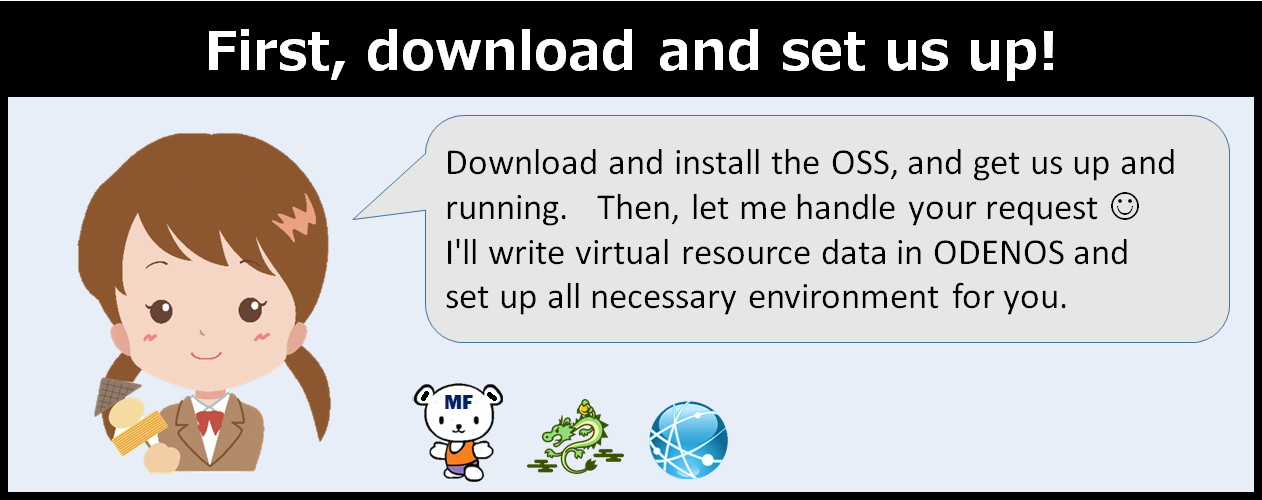 First, download and set us up!
Download and install the OSS, and get us up and
running.   Then, let me handle your request ☺
I'll write virtual resource data in ODENOS and
set up all necessary environment for you.
MF